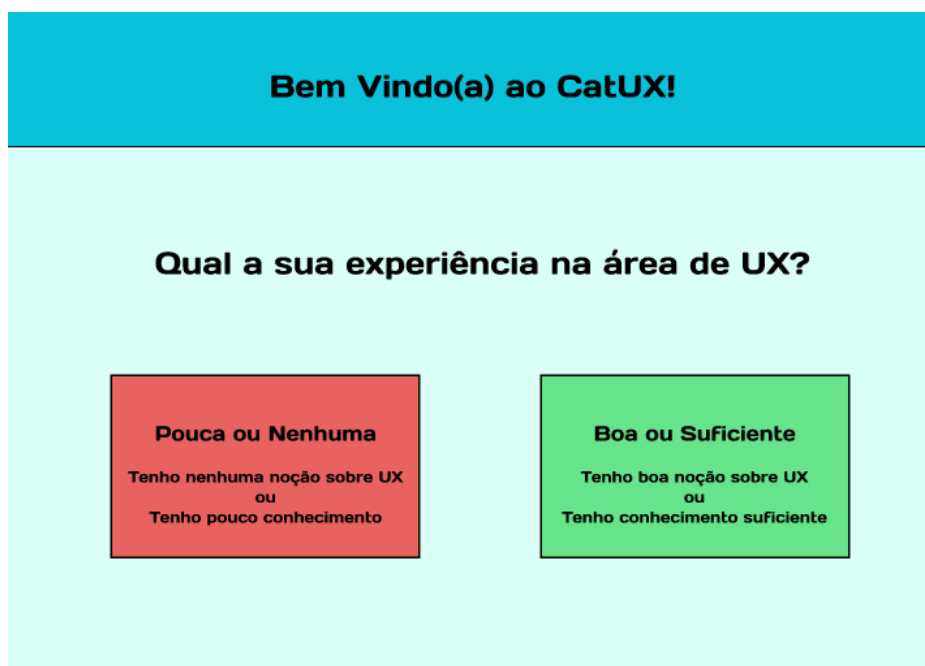 Bem Vindo(a) ao CatUX!
Qual a sua experiência na área de UX?
Pouca ou Nenhuma
Tenho nenhuma noção sobre UX
ou
Tenho pouco conhecimento
Boa ou Suficiente
Tenho boa noção sobre UX
ou
Tenho conhecimento suficiente